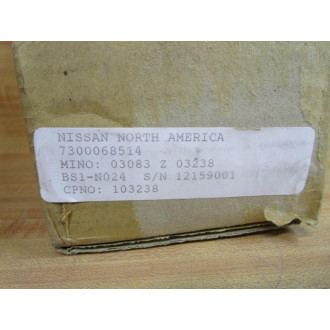 NISSAN NORTH AMERICA
7300068514
MINO: 03083 Z 03238
BS1-N024 S/N 12159001
CPNO: 103238